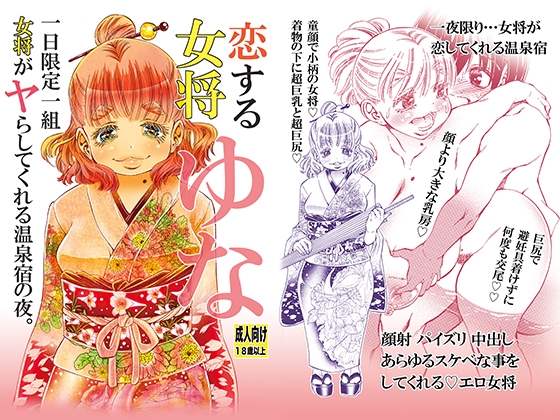 恋する
女将
ゆな
一日限定一組
女将がヤらしてくれる温泉宿の夜。
成人向け
18歳以上
一夜限り…女将が
恋してくれる温泉宿
童顔で小柄の女将♡
着物の下に超巨乳と超巨尻♡
顔より大きな乳房♡
巨尻で
避妊具着けずに
何度も交尾♡♡
顔射 パイズリ 中出し
あらゆるスケベな事を
してくれる♡エロ女将